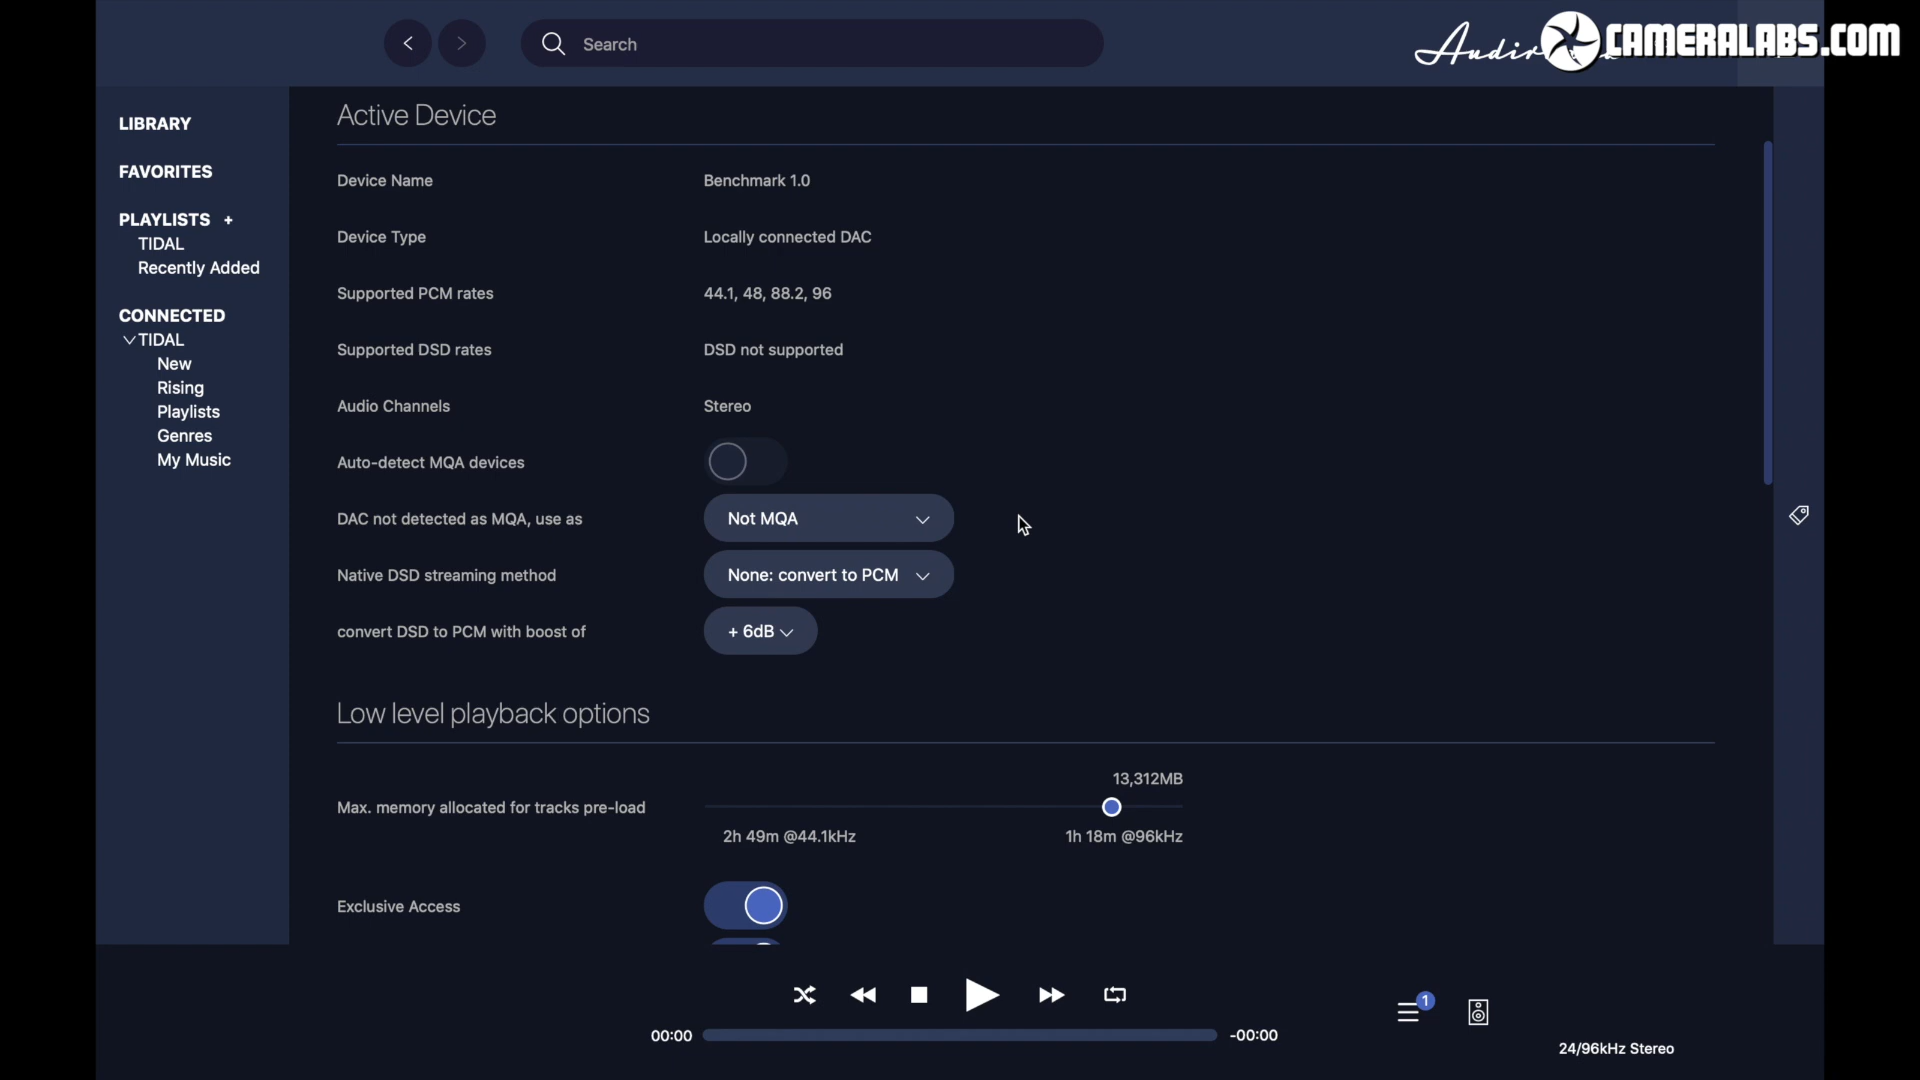 Search
CAMERALABS.COM
LIBRARY
FAVORITES
PLAYLISTS +
TIDAL
Recently Added
CONNECTED
TIDAL
New
Rising
Playlists
Genres
My Music
Active Device
Device Name Benchmark 1.0
Device Type Locally connected DAC
Supported PCM rates 44.1, 48, 88.2, 96
Supported DSD rates DSD not supported
Audio Channels Stereo
Auto-detect MQA devices
DAC not detected as MQA, use as Not MQA
Native DSD streaming method None: convert to PCM
convert DSD to PCM with boost of + 6dB
Low level playback options
13,312MB
Max. memory allocated for tracks pre-load
2h 49m @44.1kHz 1h 18m @96kHz
Exclusive Access
1
00:00 -00:00
24/96kHz Stereo